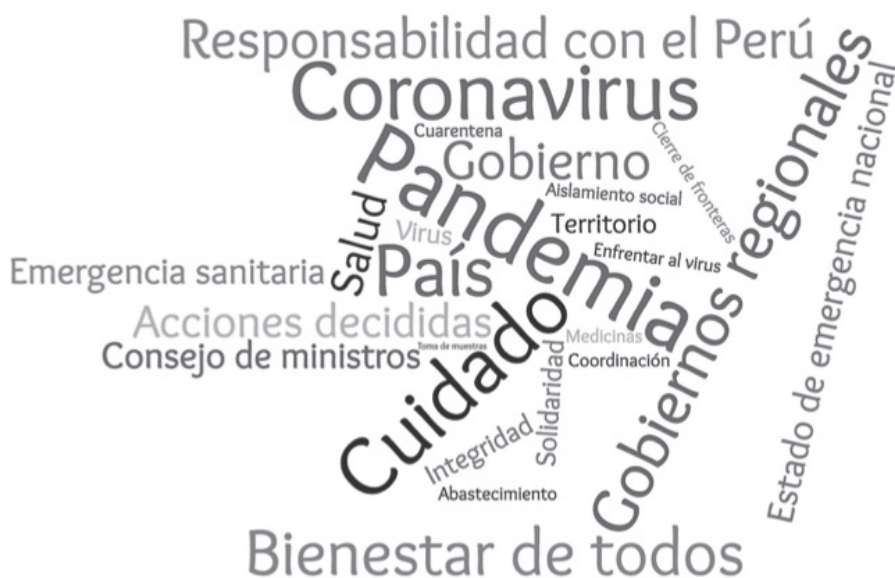 Responsabilidad con el Perú
Coronavirus
Cuarentena
Pandemia
Gobierno
Cierre de fronteras
Gobiernos regionales
Estado de emergencia nacional
Aislamiento social
Salud
Virus
Territorio
Enfrentar al virus
País
Emergencia sanitaria
Acciones decididas
Cuidado
Medicinas
Toma de muestras
Consejo de ministros
Coordinación
Solidaridad
Integridad
Abastecimiento
Bienestar de todos